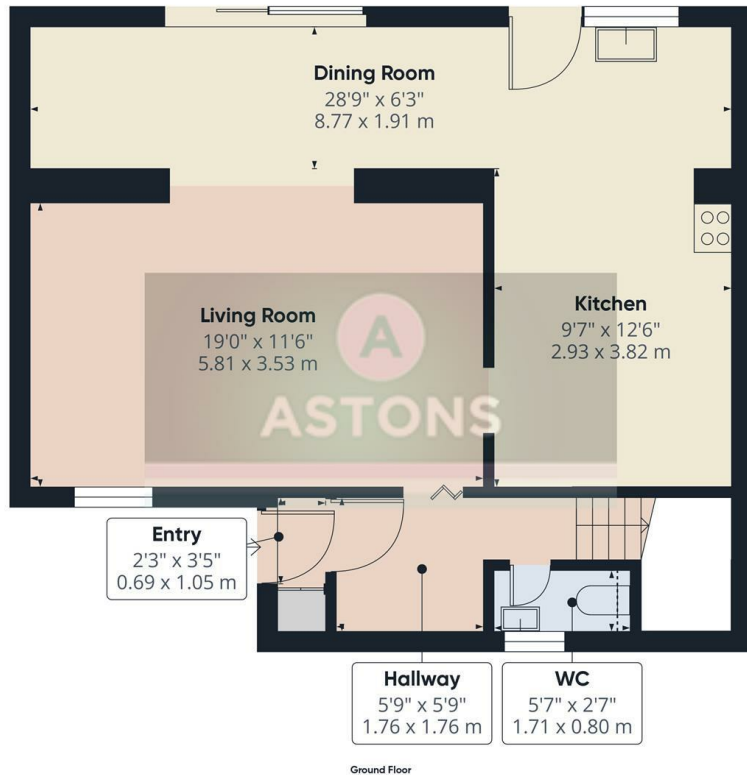 Dining Room
28'9" x 6'3"
8.77 x 1.91 m
Living Room
19'0" x 11'6"
5.81 x 3.53 m
Kitchen
9'7" x 12'6"
2.93 x 3.82 m
A
ASTONS
Entry
2'3" x 3'5"
0.69 x 1.05 m
Hallway
5'9" x 5'9"
1.76 x 1.76 m
WC
5'7" x 2'7"
1.71 x 0.80 m
Ground Floor